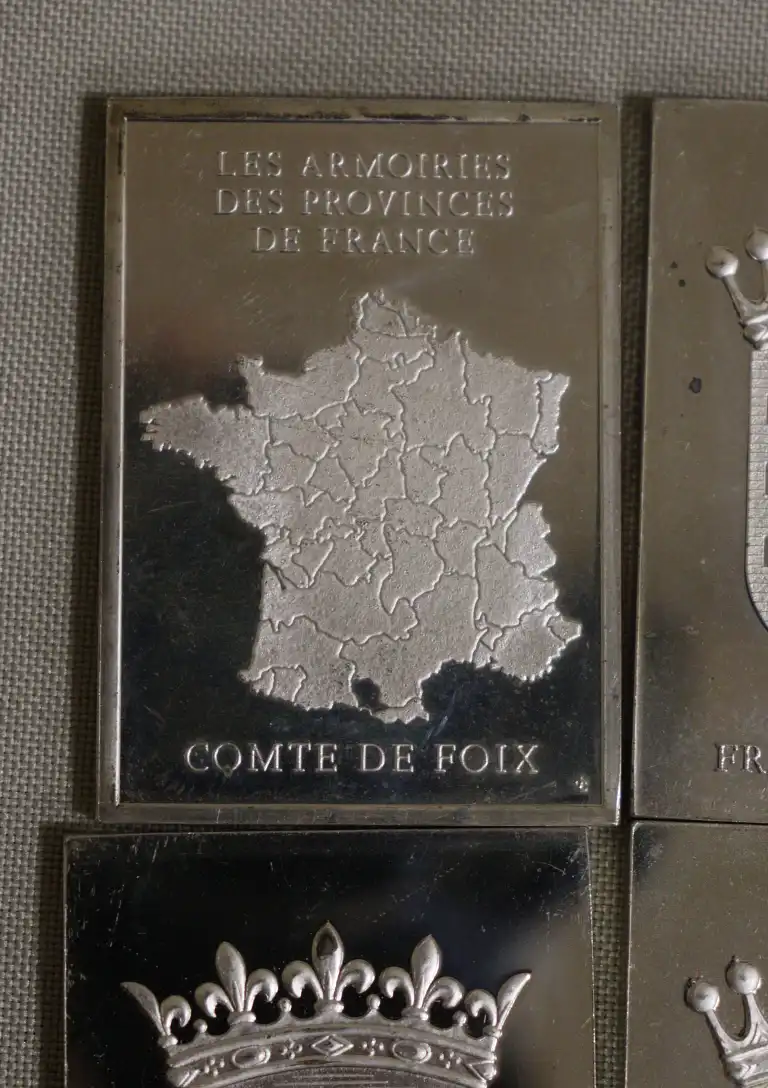 LES ARMOIRIES
DES PROVINCES
DE FRANCE
COMTE DE FOIX
FR